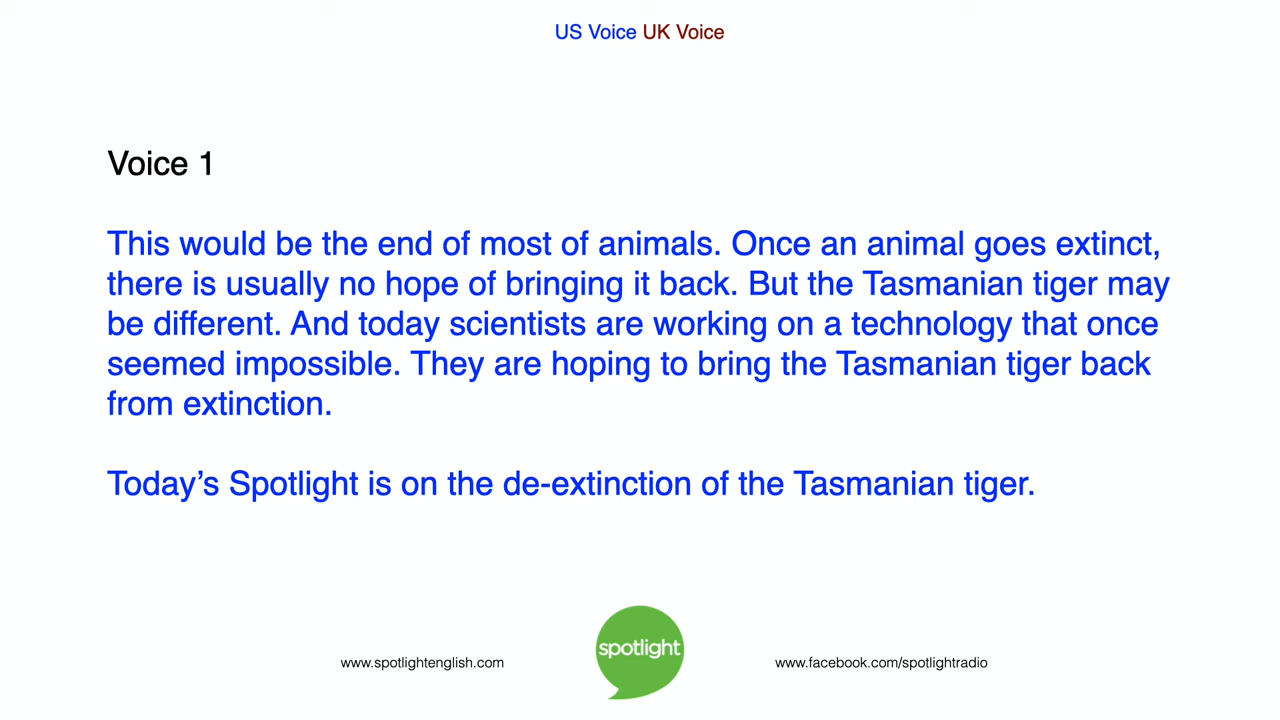 US Voice UK Voice
Voice 1
This would be the end of most of animals. Once an animal goes extinct,
there is usually no hope of bringing it back. But the Tasmanian tiger may
be different. And today scientists are working on a technology that once
seemed impossible. They are hoping to bring the Tasmanian tiger back
from extinction.
Today’s Spotlight is on the de-extinction of the Tasmanian tiger.
www.spotlightenglish.com
spotlight
www.facebook.com/spotlightradio